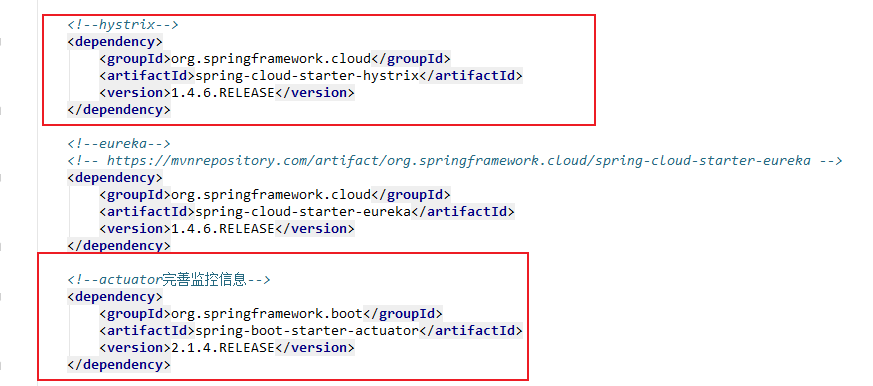 <!--hystrix-->
<dependency>
<groupId>org.springframework.cloud</groupId>
<artifactId>spring-cloud-starter-hystrix</artifactId>
<version>1.4.6.RELEASE</version>
</dependency>
<!--eureka-->
<!-- https://mvnrepository.com/artifact/org.springframework.cloud/spring-cloud-starter-eureka -->
<dependency>
<groupId>org.springframework.cloud</groupId>
<artifactId>spring-cloud-starter-eureka</artifactId>
<version>1.4.6.RELEASE</version>
</dependency>
<!--actuator完善监控信息-->
<dependency>
<groupId>org.springframework.boot</groupId>
<artifactId>spring-boot-starter-actuator</artifactId>
<version>2.1.4.RELEASE</version>
</dependency>